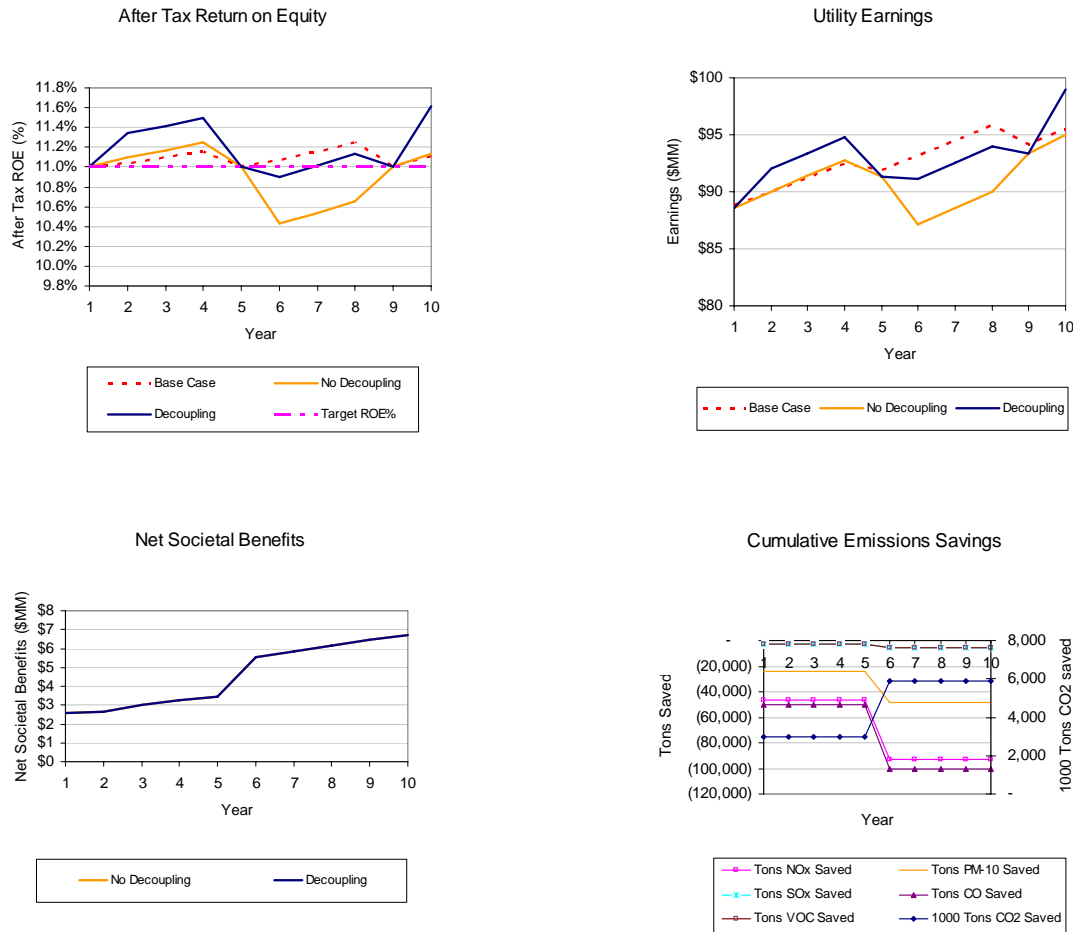 After Tax Return on Equity
11.8%
11.6%
11.4%
11.2%
11.0%
10.8%
10.6%
10.4%
10.2%
10.0%
9.8%
After Tax ROE (%)
1 2 3 4 5 6 7 8 9 10
Year
Base Case No Decoupling
Decoupling Target ROE%
Utility Earnings
$100
$95
$90
$85
$80
Earnings ($MM)
1 2 3 4 5 6 7 8 9 10
Year
Base Case No Decoupling Decoupling
Net Societal Benefits
$8
$7
$6
$5
$4
$3
$2
$1
$0
Net Societal Benefits ($MM)
1 2 3 4 5 6 7 8 9 10
Year
No Decoupling Decoupling
Cumulative Emissions Savings
-
(20,000)
(40,000)
(60,000)
(80,000)
(100,000)
(120,000)
Tons Saved
1 2 3 4 5 6 7 8 9 10
8,000
6,000
4,000
2,000
-
1000 Tons CO2 saved
Year
Tons NOx Saved Tons PM-10 Saved
Tons SOx Saved Tons CO Saved
Tons VOC Saved 1000 Tons CO2 Saved